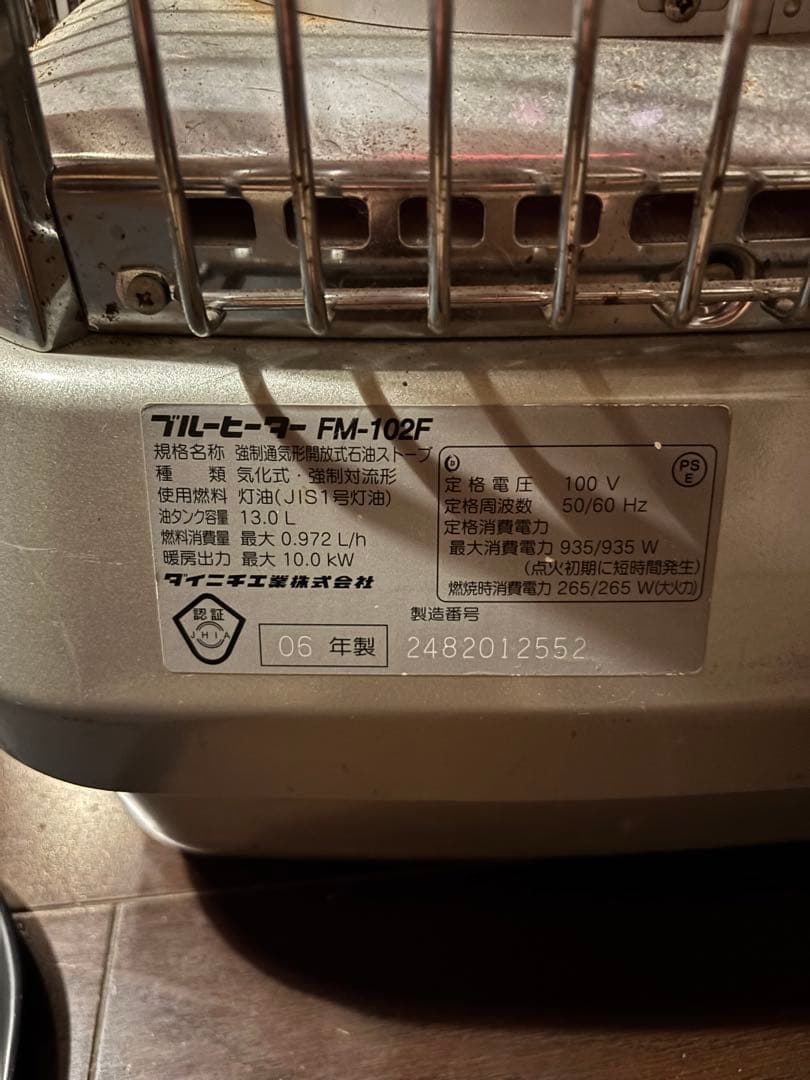 ブルーヒーター FM-102F
規格名称 強制通気形開放式石油ストーブ
種 類 気化式・強制対流形
使用燃料 灯油(JIS1号灯油)
油タンク容量 13.0 L
燃料消費量 最大 0.972 L/h
暖房出力 最大 10.0 kW
ダイニチ工業株式会社
PS
E
定格電圧 100 V
定格周波数 50/60 Hz
定格消費電力
最大消費電力 935/935 W
(点火初期に短時間発生)
燃焼時消費電力 265/265 W(大火力)
認証
JHIA
06 年製
製造番号
2482012552